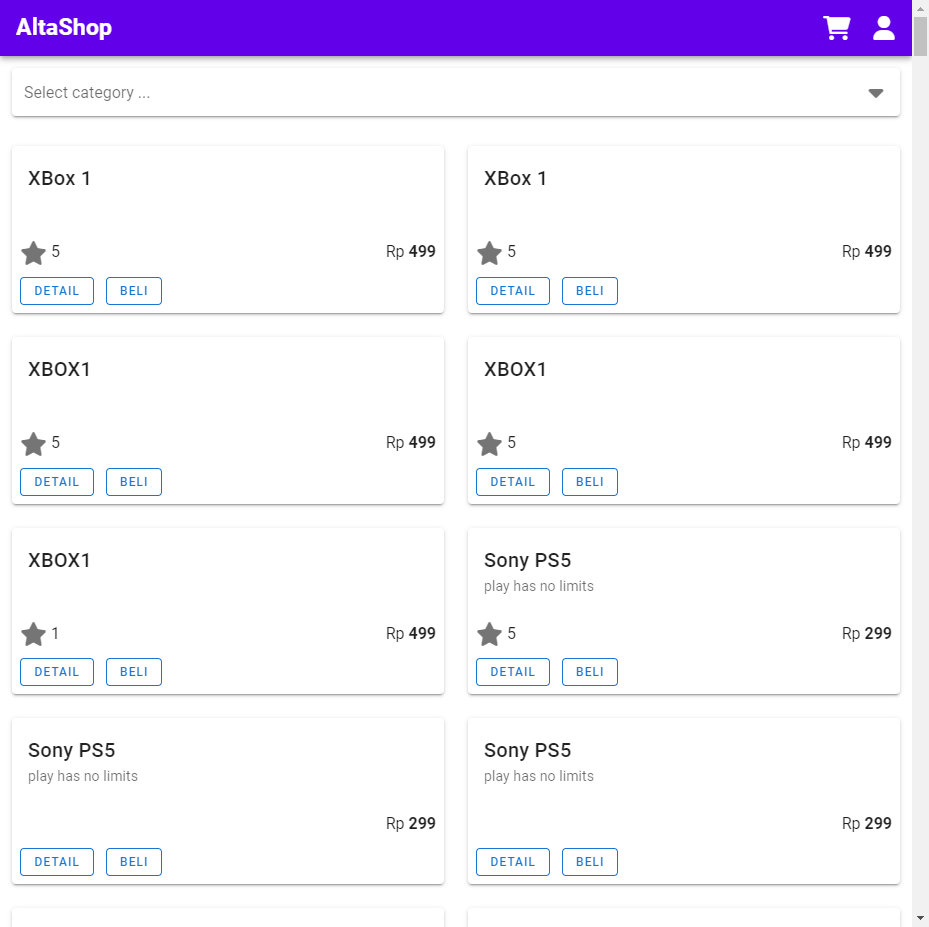 AltaShop
Select category ...
XBox 1
5
Rp 499
DETAIL BELI
XBox 1
5
Rp 499
DETAIL BELI
XBOX1
5
Rp 499
DETAIL BELI
XBOX1
5
Rp 499
DETAIL BELI
XBOX1
1
Rp 499
DETAIL BELI
Sony PS5
play has no limits
5
Rp 299
DETAIL BELI
Sony PS5
play has no limits
Rp 299
DETAIL BELI
Sony PS5
play has no limits
Rp 299
DETAIL BELI